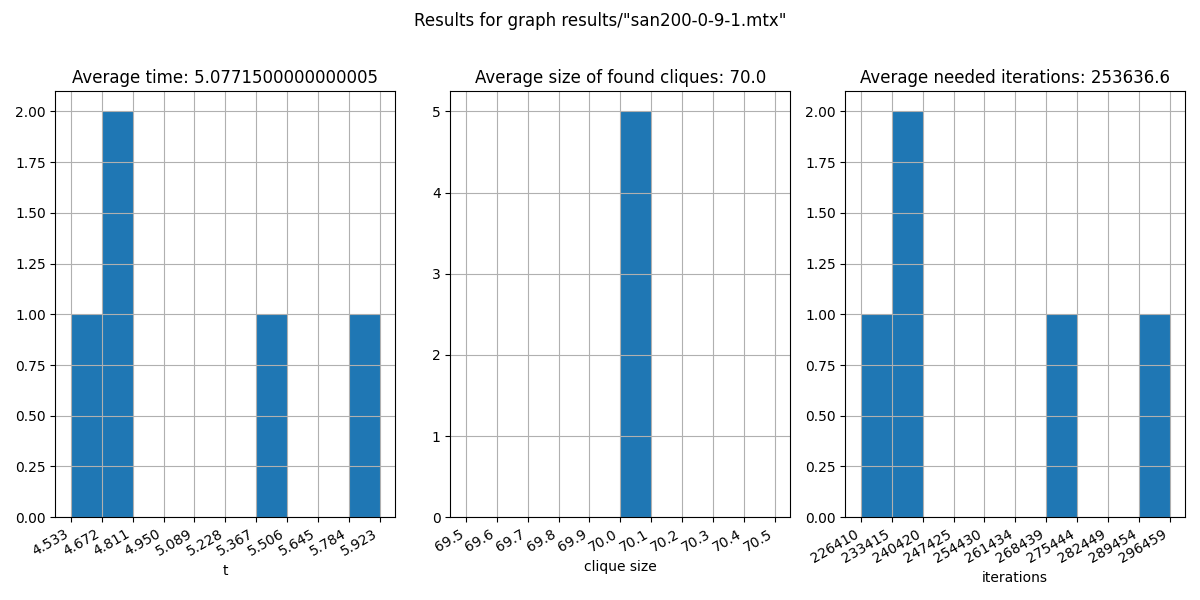 Results for graph results/"san200-0-9-1.mtx"
Average time: 5.0771500000000005
2.00
1.75
1.50
1.25
1.00
0.75
0.50
0.25
0.00
4.533 4.672 4.811 4.950 5.089 5.228 5.367 5.506 5.645 5.784 5.923
t
Average size of found cliques: 70.0
5
4
3
2
1
0
69.5 69.6 69.7 69.8 69.9 70.0 70.1 70.2 70.3 70.4 70.5
clique size
Average needed iterations: 253636.6
2.00
1.75
1.50
1.25
1.00
0.75
0.50
0.25
0.00
226410 233415 240420 247425 254430 261434 268439 275444 282449 289454 296459
iterations